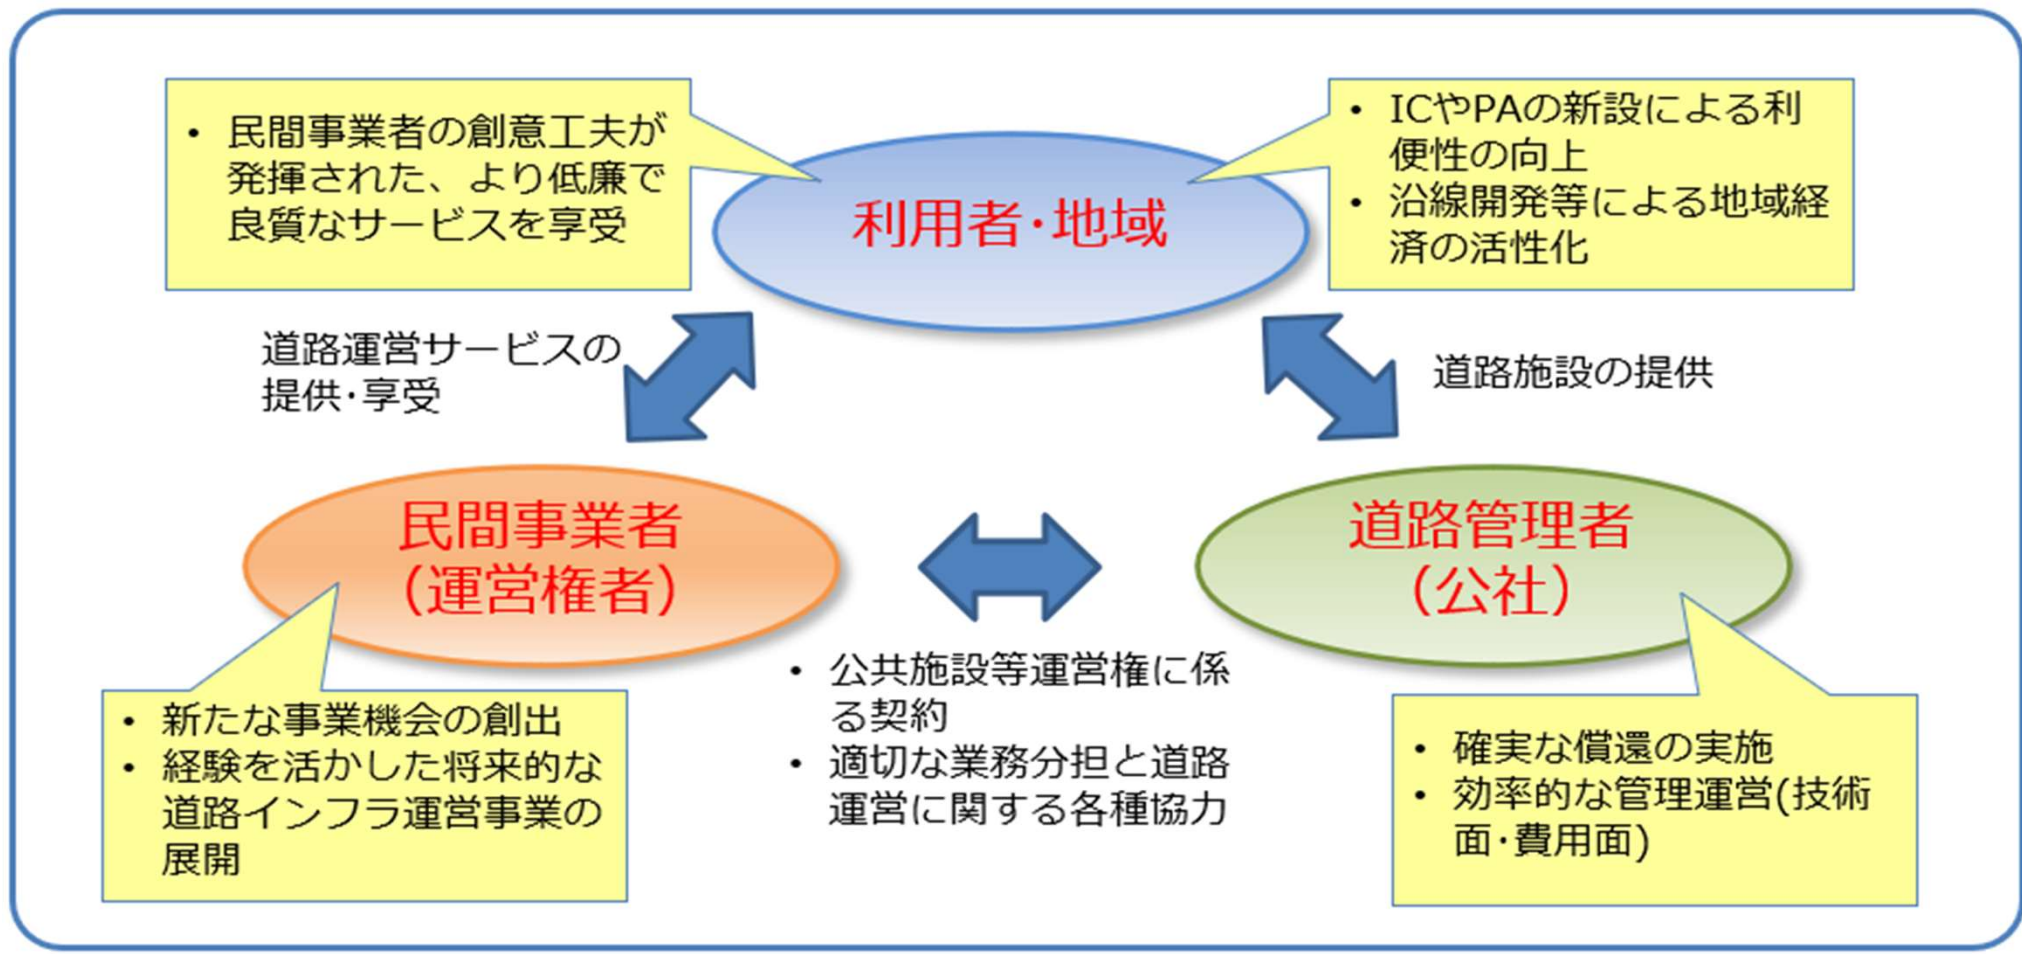 ・ 民間事業者の創意工夫が
発揮された、より低廉で
良質なサービスを享受
・ ICやPAの新設による利
便性の向上
・ 沿線開発等による地域経
済の活性化
利用者・地域
道路運営サービスの
提供・享受
道路施設の提供
民間事業者
（運営権者）
道路管理者
（公社）
・ 公共施設等運営権に係
る契約
・ 適切な業務分担と道路
運営に関する各種協力
・ 新たな事業機会の創出
・ 経験を活かした将来的な
道路インフラ運営事業の
展開
・ 確実な償還の実施
・ 効率的な管理運営(技術
面・費用面)